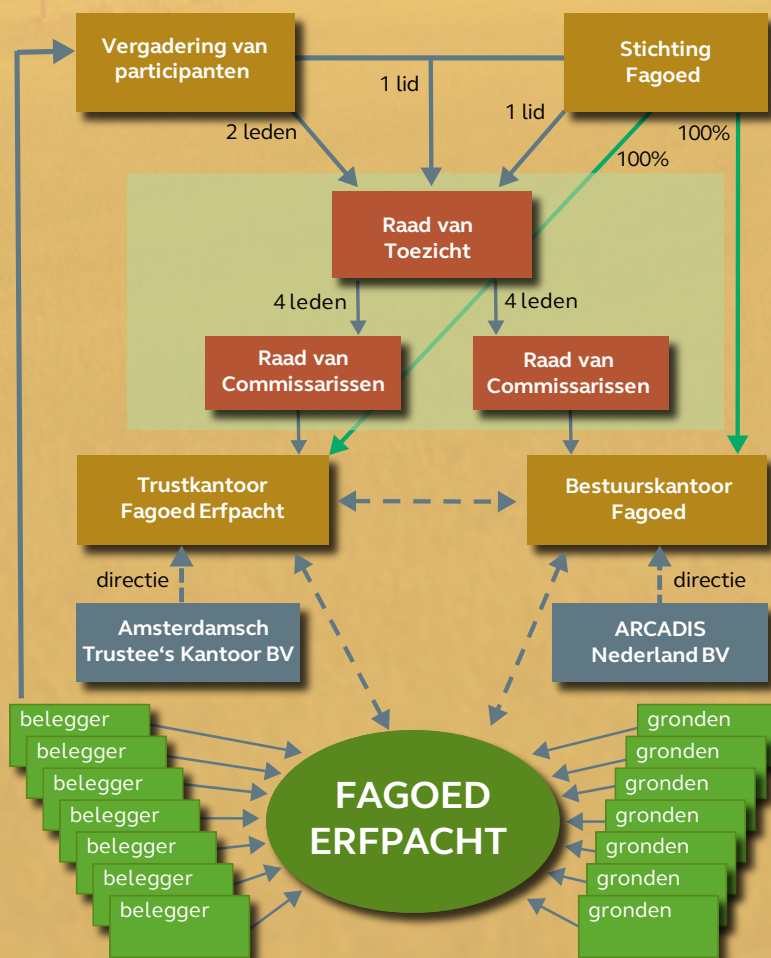 Vergadering van
participanten
Stichting
Fagoed
1 lid
2 leden
1 lid
100%
100%
Raad van
Toezicht
4 leden
4 leden
Raad van
Commissarissen
Raad van
Commissarissen
Trustkantoor
Fagoed Erfpacht
Bestuurskantoor
Fagoed
directie
directie
Amsterdamsch
Trustee‘s Kantoor BV
ARCADIS
Nederland BV
belegger
belegger
belegger
belegger
belegger
belegger
belegger
FAGOED
ERFPACHT
gronden
gronden
gronden
gronden
gronden
gronden
gronden